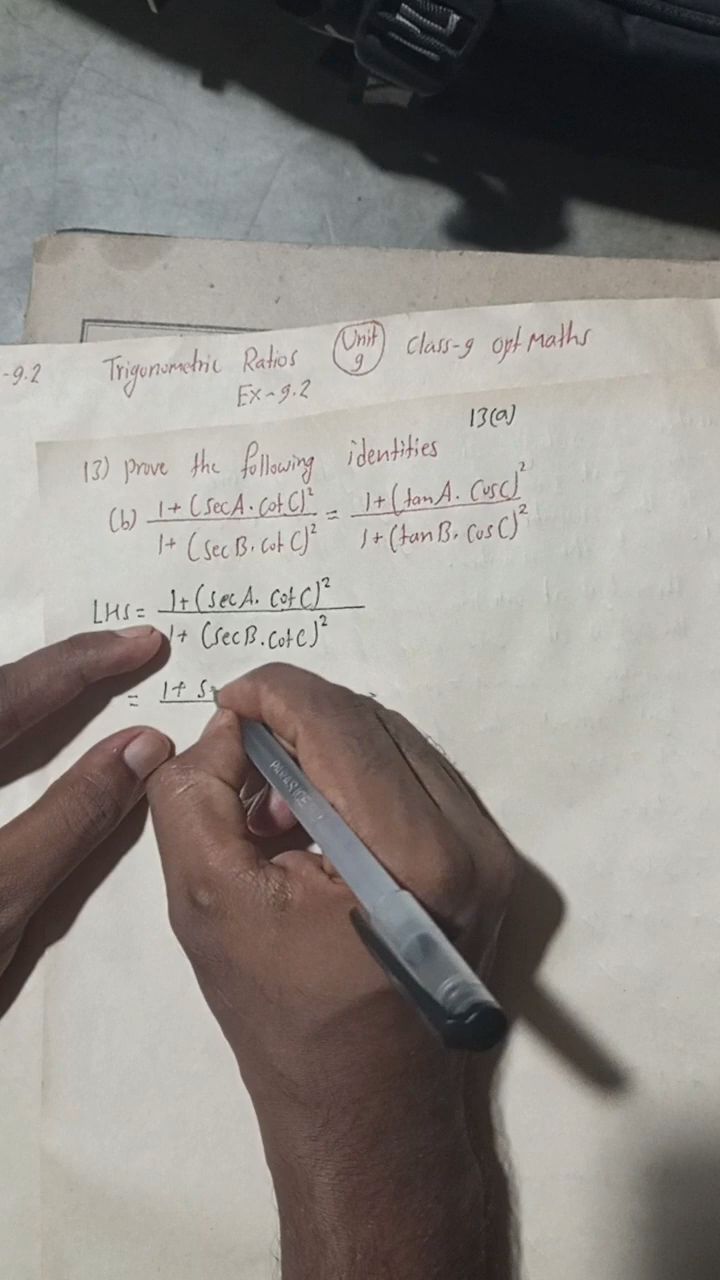 -9.2 Trigonometric Ratios Unit 9 Class-9 Opt Maths
Ex-9.2
13(a)
13) prove the following identities
(b) 1+(secA.cotC)² / 1+(secB.cotC)² = 1+(tanA.CosC)² / 1+(tanB.CosC)²
LHS = 1+(secA.cotC)² / 1+(secB.cotC)²
= 1+ s